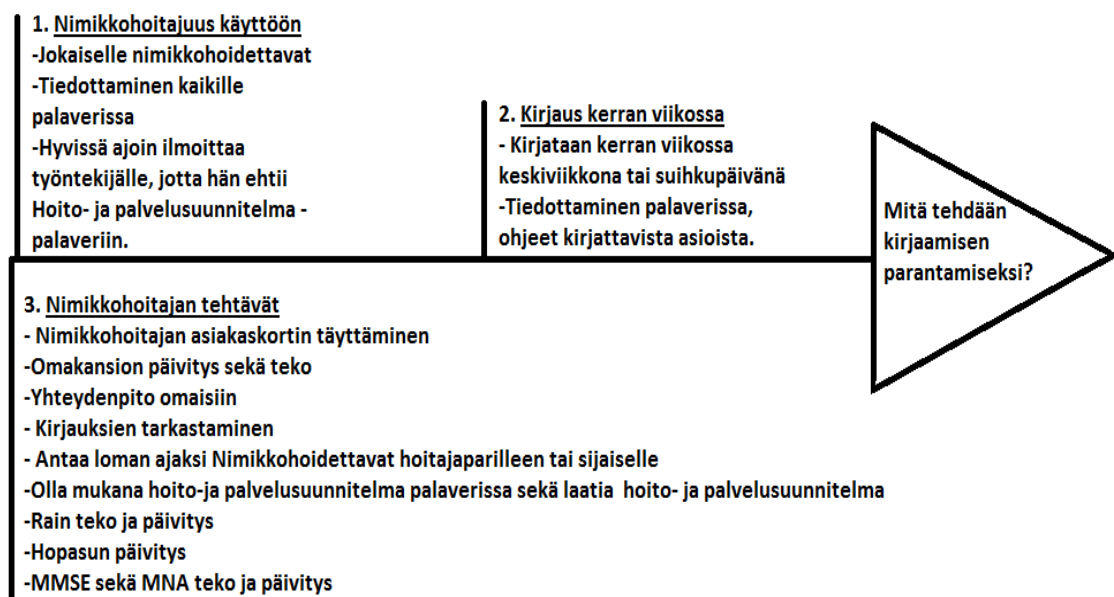 1. Nimikkohoitajuus käyttöön
-Jokaiselle nimikkohoidettavat
-Tiedottaminen kaikille
palaverissa
-Hyvissä ajoin ilmoittaa
työntekijälle, jotta hän ehtii
Hoito- ja palvelusuunnitelma -
palaveriin.
2. Kirjaus kerran viikossa
- Kirjataan kerran viikossa
keskiviikkona tai suihkupäivänä
-Tiedottaminen palaverissa,
ohjeet kirjattavista asioista.
Mitä tehdään
kirjaamisen
parantamiseksi?
3. Nimikkohoitajan tehtävät
- Nimikkohoitajan asiakaskortin täyttäminen
-Omakansion päivitys sekä teko
-Yhteydenpito omaisiin
- Kirjauksien tarkastaminen
- Antaa loman ajaksi Nimikkohoidettavat hoitajaparilleen tai sijaiselle
-Olla mukana hoito-ja palvelusuunnitelma palaverissa sekä laatia hoito- ja palvelusuunnitelma
-Rain teko ja päivitys
-Hopasun päivitys
-MMSE sekä MNA teko ja päivitys